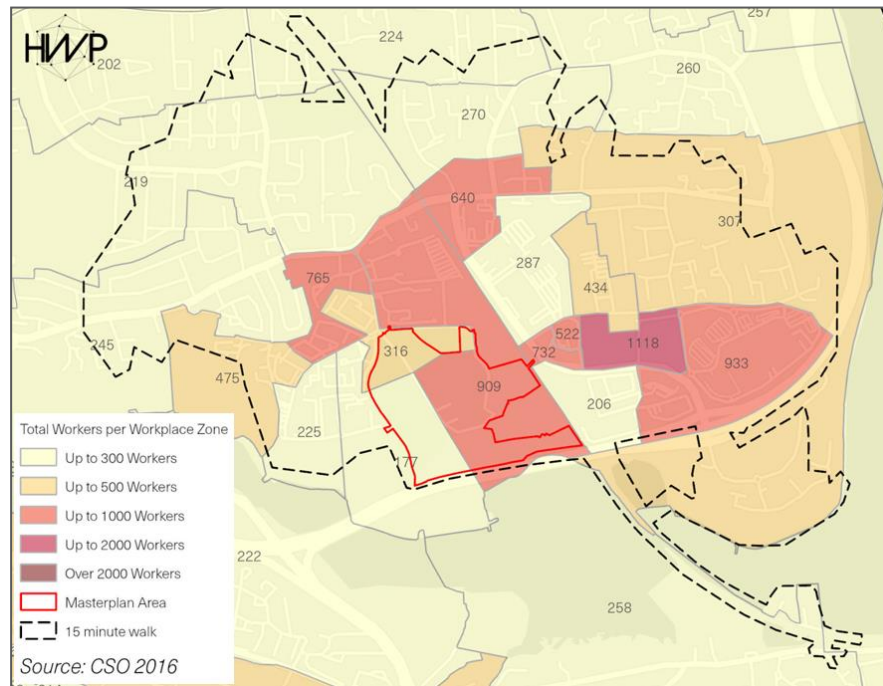 HWP
202
224
257
260
270
219
640
307
287
765
434
245
522
316
732
1118
933
475
909
206
225
177
222
258
Total Workers per Workplace Zone
Up to 300 Workers
Up to 500 Workers
Up to 1000 Workers
Up to 2000 Workers
Over 2000 Workers
Masterplan Area
15 minute walk
Source: CSO 2016